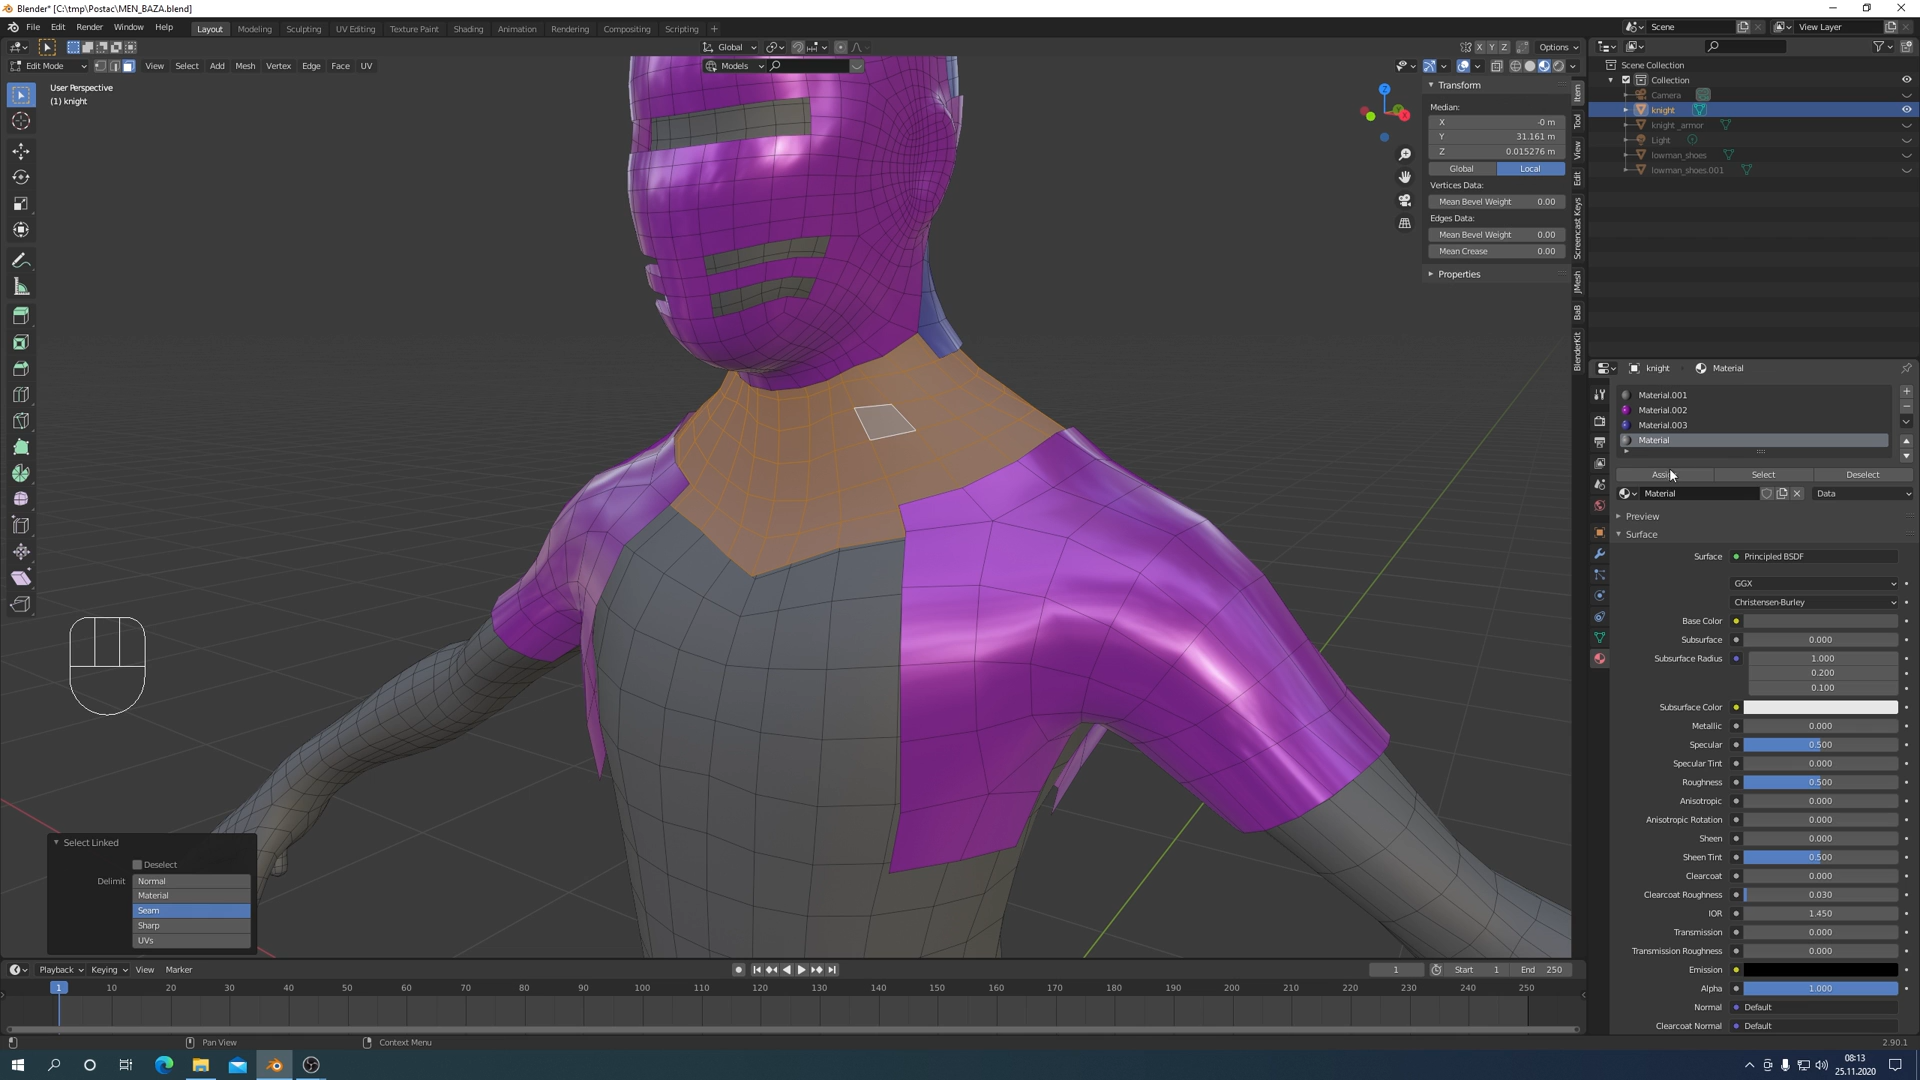 Blender* [C:\tmp\Postac\MEN_BAZA.blend]
File Edit Render Window Help Layout Modeling Sculpting UV Editing Texture Paint Shading Animation Rendering Compositing Scripting + Scene View Layer
Global X Y Z Options
Edit Mode View Select Add Mesh Vertex Edge Face UV Models
User Perspective
(1) knight
Scene Collection
Collection
Camera
knight
knight _armor
Light
lowman_shoes
lowman_shoes.001
Transform
Median:
X -0 m
Y 31.161 m
Z 0.015276 m
Global Local
Vertices Data:
Mean Bevel Weight 0.00
Edges Data:
Mean Bevel Weight 0.00
Mean Crease 0.00
Properties
Item
Tool
View
Edit
Screencast Keys
JMesh
BaB
BlenderKit
knight Material
Material.001
Material.002
Material.003
Material
Select Deselect
Material Data
Preview
Surface
Surface Principled BSDF
GGX
Christensen-Burley
Base Color
Subsurface 0.000
Subsurface Radius 1.000
0.200
0.100
Subsurface Color
Metallic 0.000
Specular 0.500
Specular Tint 0.000
Roughness 0.500
Anisotropic 0.000
Anisotropic Rotation 0.000
Sheen 0.000
Sheen Tint 0.500
Clearcoat 0.000
Clearcoat Roughness 0.030
IOR 1.450
Transmission 0.000
Transmission Roughness 0.000
Emission
Alpha 1.000
Normal Default
Clearcoat Normal Default
Select Linked
Deselect
Delimit Normal
Material
Seam
Sharp
UVs
Playback Keying View Marker 1 Start 1 End 250
1 10 20 30 40 50 60 70 80 90 100 110 120 130 140 150 160 170 180 190 200 210 220 230 240 250
Pan View Context Menu 2.90.1
08:13
25.11.2020